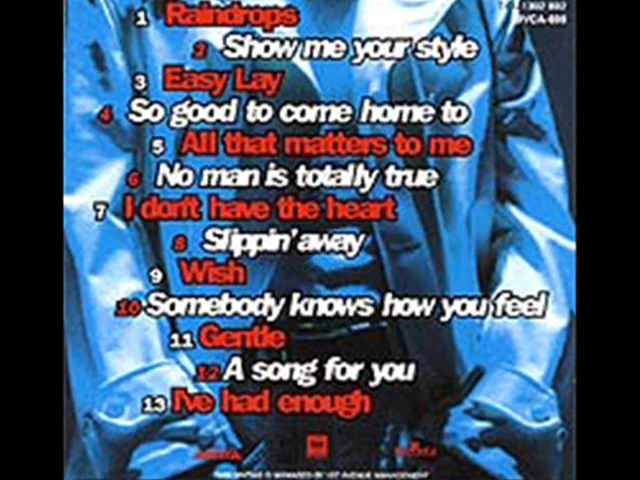 1 Raindrops
2 Show me your style
3 Easy Lay
4 So good to come home to
5 All that matters to me
6 No man is totally true
7 I don't have the heart
8 Slippin' away
9 Wish
10 Somebody knows how you feel
11 Gentle
12 A song for you
13 I've had enough